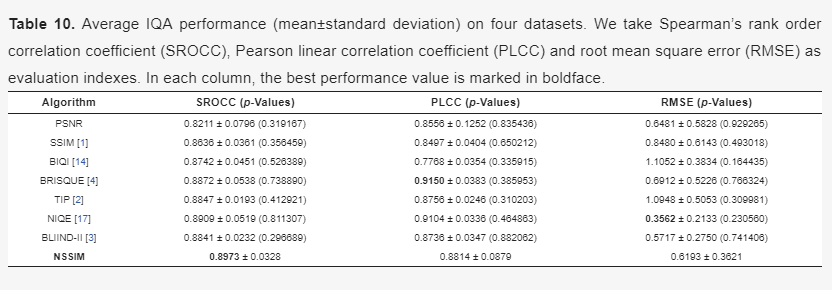 Table 10. Average IQA performance (mean±standard deviation) on four datasets. We take Spearman's rank order
correlation coefficient (SROCC), Pearson linear correlation coefficient (PLCC) and root mean square error (RMSE) as
evaluation indexes. In each column, the best performance value is marked in boldface.
Algorithm SROCC (p-Values) PLCC (p-Values) RMSE (p-Values)
PSNR 0.8211 ± 0.0796 (0.319167) 0.8556 ± 0.1252 (0.835436) 0.6481 ± 0.5828 (0.929265)
SSIM [1] 0.8636 ± 0.0361 (0.356459) 0.8497 ± 0.0404 (0.650212) 0.8480 ± 0.6143 (0.493018)
BIQI [14] 0.8742 ± 0.0451 (0.526389) 0.7768 ± 0.0354 (0.335915) 1.1052 ± 0.3834 (0.164435)
BRISQUE [4] 0.8872 ± 0.0538 (0.738890) 0.9150 ± 0.0383 (0.385953) 0.6912 ± 0.5226 (0.766324)
TIP [2] 0.8847 ± 0.0193 (0.412921) 0.8756 ± 0.0246 (0.310203) 1.0948 ± 0.5053 (0.309981)
NIQE [17] 0.8909 ± 0.0519 (0.811307) 0.9104 ± 0.0336 (0.464863) 0.3562 ± 0.2133 (0.230560)
BLIIND-II [3] 0.8841 ± 0.0232 (0.296689) 0.8736 ± 0.0347 (0.882062) 0.5717 ± 0.2750 (0.741406)
NSSIM 0.8973 ± 0.0328 0.8814 ± 0.0879 0.6193 ± 0.3621